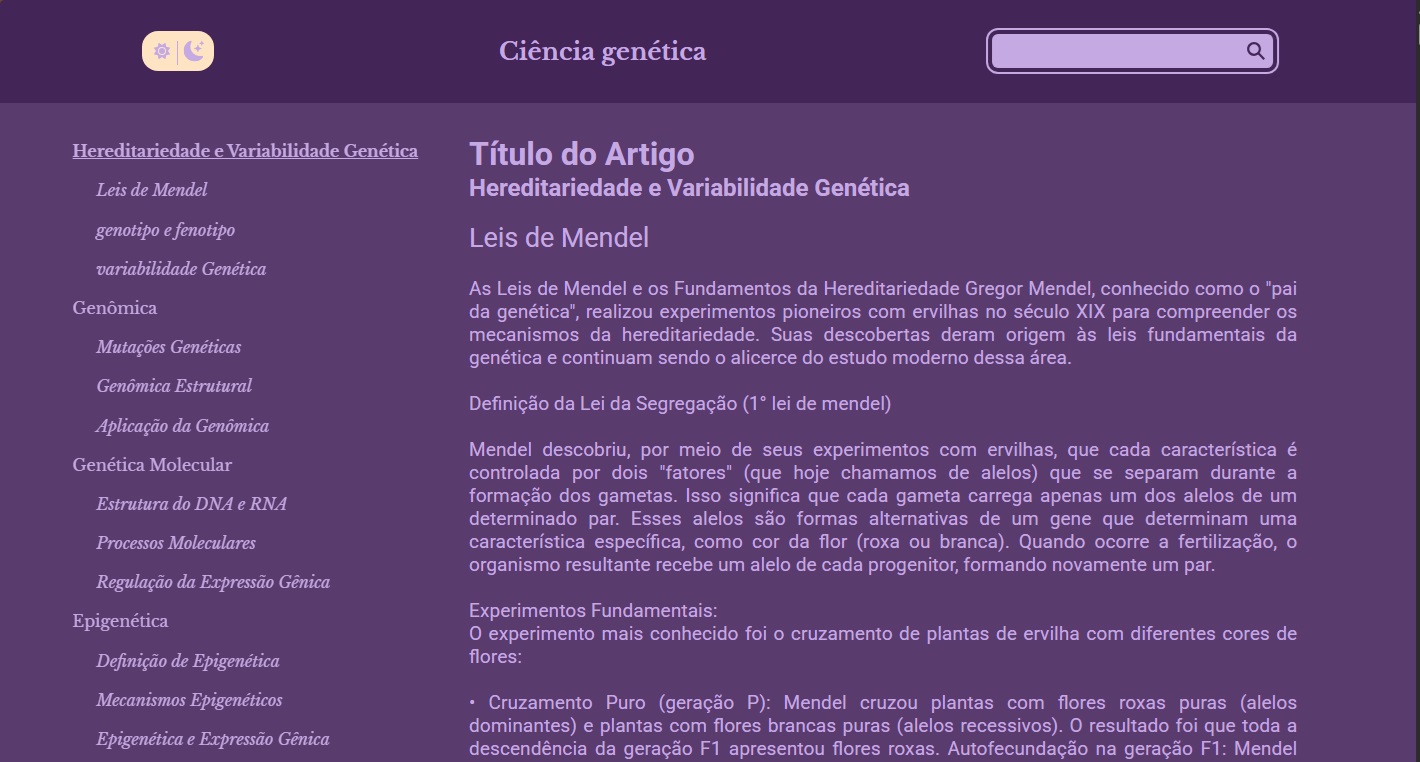 Ciência genética
Hereditariedade e Variabilidade Genética
Leis de Mendel
genotipo e fenotipo
variabilidade Genética
Genômica
Mutações Genéticas
Genômica Estrutural
Aplicação da Genômica
Genética Molecular
Estrutura do DNA e RNA
Processos Moleculares
Regulação da Expressão Gênica
Epigenética
Definição de Epigenética
Mecanismos Epigenéticos
Epigenética e Expressão Gênica
Título do Artigo
Hereditariedade e Variabilidade Genética
Leis de Mendel
As Leis de Mendel e os Fundamentos da Hereditariedade Gregor Mendel, conhecido como o "pai
da genética", realizou experimentos pioneiros com ervilhas no século XIX para compreender os
mecanismos da hereditariedade. Suas descobertas deram origem às leis fundamentais da
genética e continuam sendo o alicerce do estudo moderno dessa área.
Definição da Lei da Segregação (1° lei de mendel)
Mendel descobriu, por meio de seus experimentos com ervilhas, que cada característica é
controlada por dois "fatores" (que hoje chamamos de alelos) que se separam durante a
formação dos gametas. Isso significa que cada gameta carrega apenas um dos alelos de um
determinado par. Esses alelos são formas alternativas de um gene que determinam uma
característica específica, como cor da flor (roxa ou branca). Quando ocorre a fertilização, o
organismo resultante recebe um alelo de cada progenitor, formando novamente um par.
Experimentos Fundamentais:
O experimento mais conhecido foi o cruzamento de plantas de ervilha com diferentes cores de
flores:
• Cruzamento Puro (geração P): Mendel cruzou plantas com flores roxas puras (alelos
dominantes) e plantas com flores brancas puras (alelos recessivos). O resultado foi que toda a
descendência da geração F1 apresentou flores roxas. Autofecundação na geração F1: Mendel